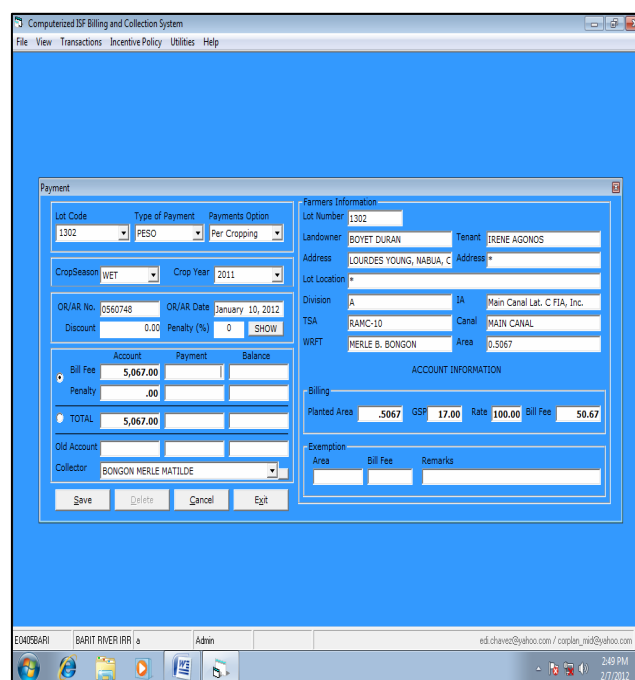 Computerized ISF Billing and Collection System
File View Transactions Incentive Policy Utilities Help
Payment
Lot Code Type of Payment Payments Option
1302 PESO Per Cropping
CropSeason WET Crop Year 2011
OR/AR No. 0560748 OR/AR Date January 10, 2012
Discount 0.00 Penalty (%) 0 SHOW
Account Payment Balance
Bill Fee 5,067.00
Penalty .00
TOTAL 5,067.00
Old Account
Collector BONGON MERLE MATILDE
Save Delete Cancel Exit
Farmers Information
Lot Number 1302
Landowner BOYET DURAN Tenant IRENE AGONOS
Address LOURDES YOUNG, NABUA, C Address *
Lot Location *
Division A IA Main Canal Lat. C FIA, Inc.
TSA RAMC-10 Canal MAIN CANAL
WRFT MERLE B. BONGON Area 0.5067
ACCOUNT INFORMATION
Billing
Planted Area .5067 GSP 17.00 Rate 100.00 Bill Fee 50.67
Exemption
Area Bill Fee Remarks
E0405BARI BARIT RIVER IRR a Admin edi.chavez@yahoo.com / corplan_mid@yahoo.com
2:49 PM
2/7/2012